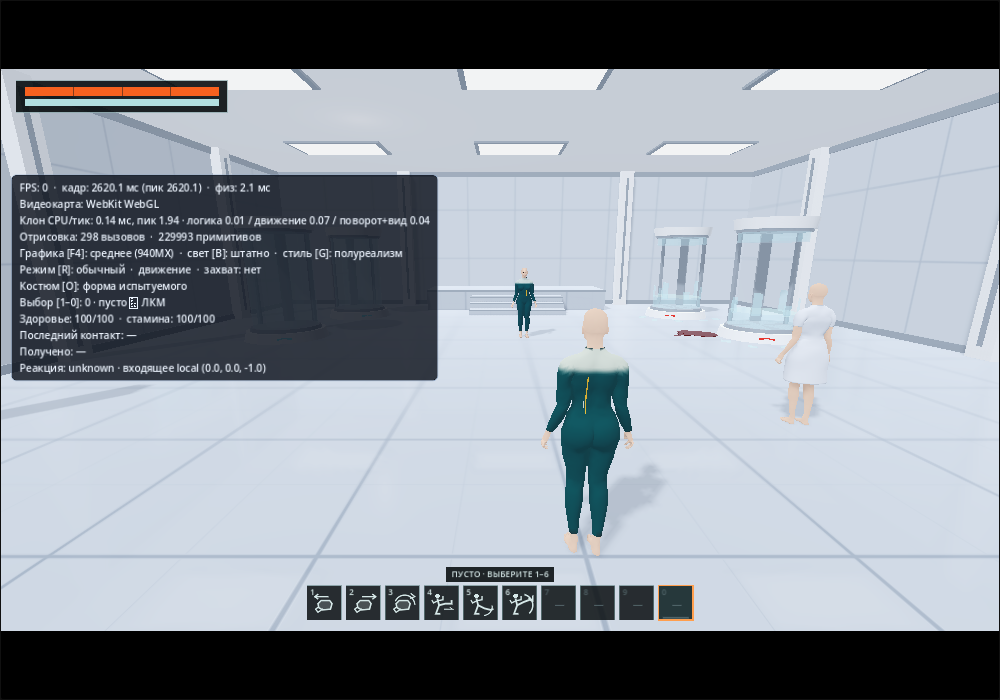 FPS: 0 · кадр: 2620.1 мс (пик 2620.1) · физ: 2.1 мс
Видеокарта: WebKit WebGL
Клон CPU/тик: 0.14 мс, пик 1.94 · логика 0.01 / движение 0.07 / поворот+вид 0.04
Отрисовка: 298 вызовов · 229993 примитивов
Графика [F4]: среднее (940MX) · свет [B]: штатно · стиль [G]: полуреализм
Режим [R]: обычный · движение · захват: нет
Костюм [O]: форма испытуемого
Выбор [1–0]: 0 · пусто ЛКМ
Здоровье: 100/100 · стамина: 100/100
Последний контакт: —
Получено: —
Реакция: unknown · входящее local (0.0, 0.0, -1.0)
ПУСТО · ВЫБЕРИТЕ 1–6
1 2 3 4 5 6 7 8 9 0